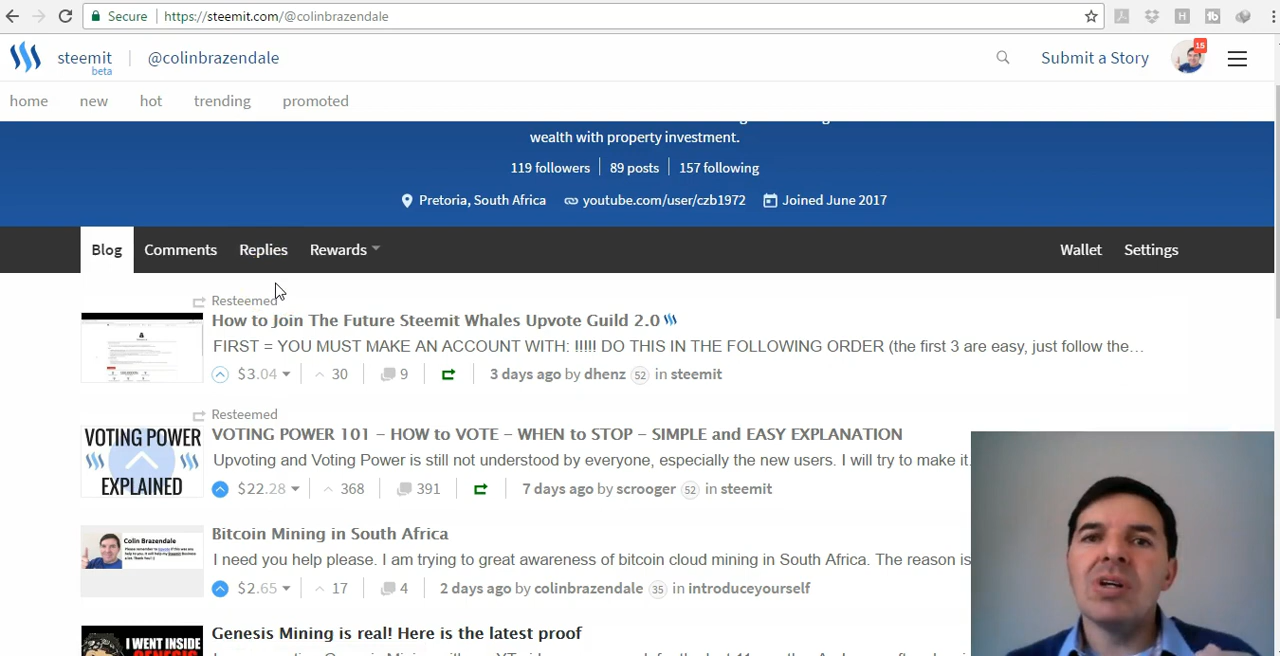 Secure https://steemit.com/@colinbrazendale
15
steemit beta @colinbrazendale Submit a Story
home new hot trending promoted
wealth with property investment.
119 followers 89 posts 157 following
Pretoria, South Africa youtube.com/user/czb1972 Joined June 2017
Blog Comments Replies Rewards Wallet Settings
Resteemed
How to Join The Future Steemit Whales Upvote Guild 2.0
FIRST = YOU MUST MAKE AN ACCOUNT WITH: !!!!! DO THIS IN THE FOLLOWING ORDER (the first 3 are easy, just follow the…
$3.04 30 9 3 days ago by dhenz 52 in steemit
Resteemed
VOTING POWER
EXPLAINED
VOTING POWER 101 – HOW to VOTE – WHEN to STOP – SIMPLE and EASY EXPLANATION
Upvoting and Voting Power is still not understood by everyone, especially the new users. I will try to make it
$22.28 368 391 7 days ago by scrooger 52 in steemit
Colin Brazendale
Bitcoin Mining in South Africa
I need you help please. I am trying to great awareness of bitcoin cloud mining in South Africa. The reason is
$2.65 17 4 2 days ago by colinbrazendale 35 in introduceyourself
I WENT INSIDE
Genesis Mining is real! Here is the latest proof